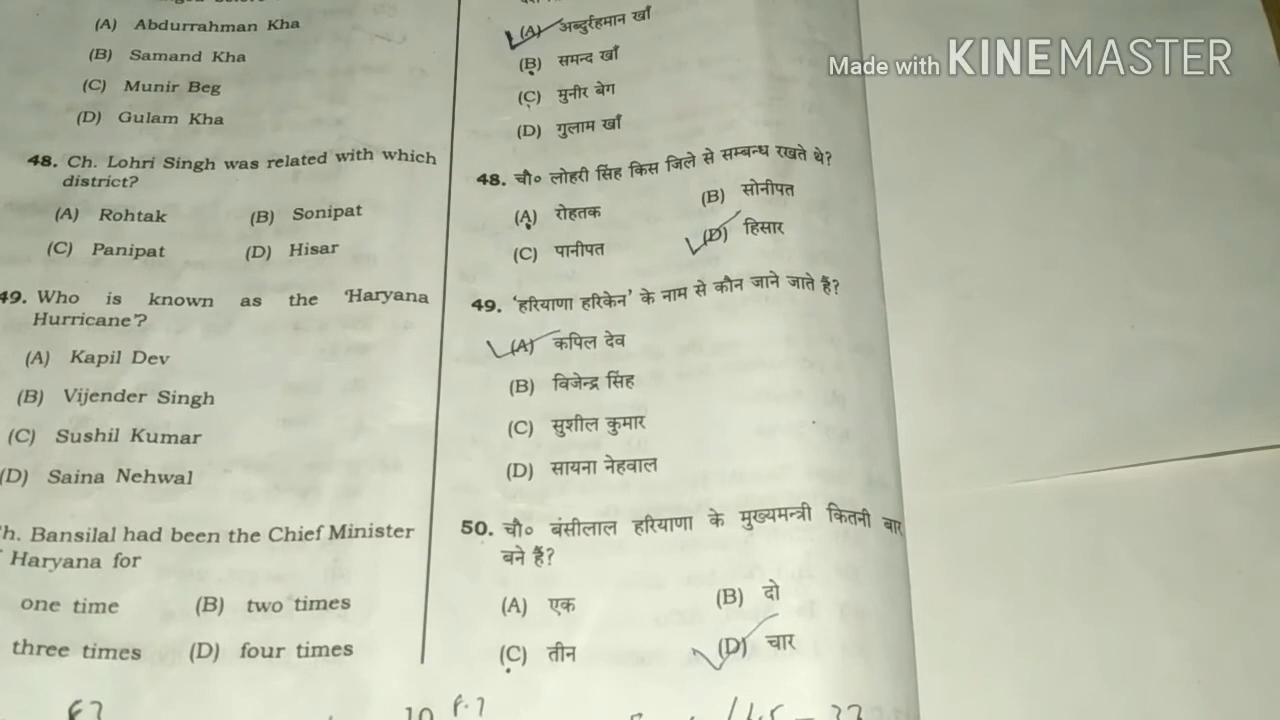 (A) Abdurrahman Kha
(B) Samand Kha
(C) Munir Beg
(D) Gulam Kha
48. Ch. Lohri Singh was related with which
district?
(A) Rohtak (B) Sonipat
(C) Panipat (D) Hisar
49. Who is known as the 'Haryana
Hurricane'?
(A) Kapil Dev
(B) Vijender Singh
(C) Sushil Kumar
(D) Saina Nehwal
Ch. Bansilal had been the Chief Minister
Haryana for
one time (B) two times
three times (D) four times
(A) अब्दुर्रहमान खाँ
(B) समन्द खाँ
(C) मुनीर बेग
(D) गुलाम खाँ
48. चौ० लोहरी सिंह किस जिले से सम्बन्ध रखते थे?
(A) रोहतक (B) सोनीपत
(C) पानीपत (D) हिसार
49. 'हरियाणा हरिकेन' के नाम से कौन जाने जाते हैं?
(A) कपिल देव
(B) विजेन्द्र सिंह
(C) सुशील कुमार
(D) सायना नेहवाल
50. चौ० बंसीलाल हरियाणा के मुख्यमन्त्री कितनी बार
बने हैं?
(A) एक (B) दो
(C) तीन (D) चार
Made with KINEMASTER